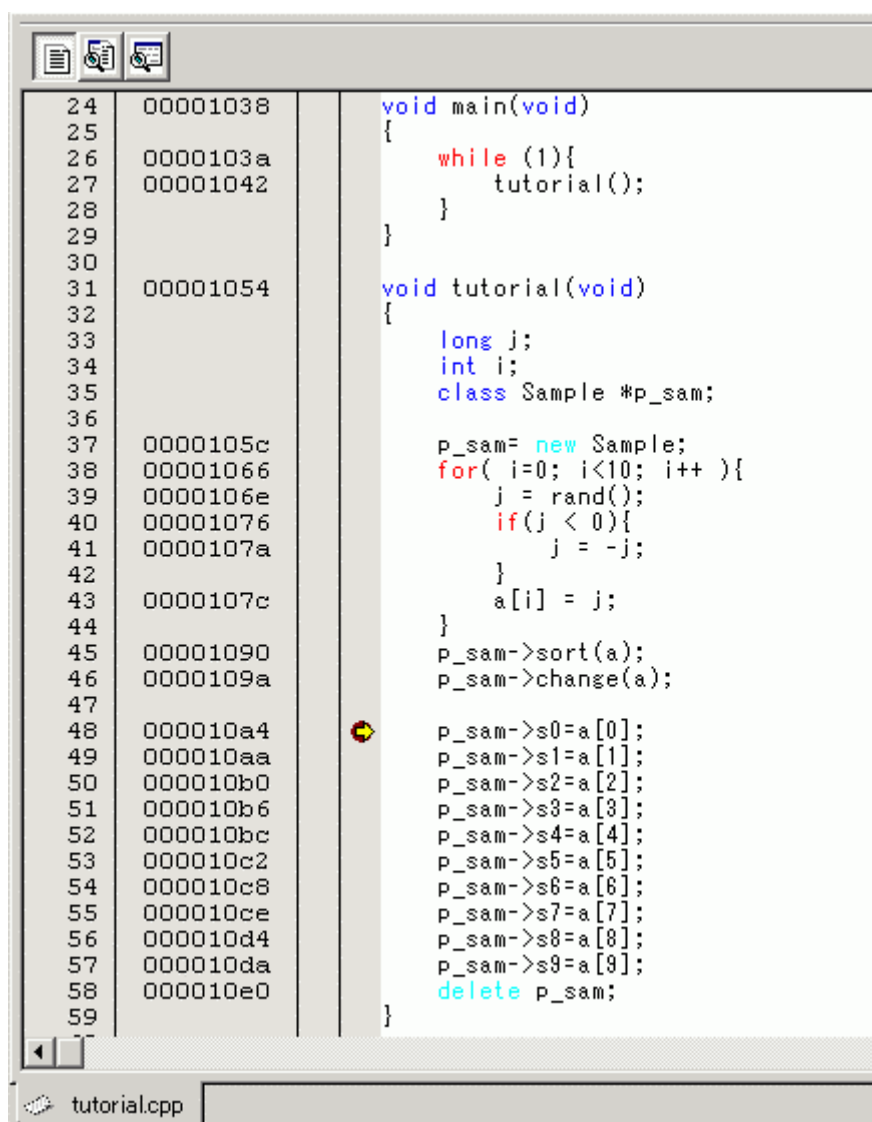 24 00001038 void main(void)
25 {
26 0000103a while (1){
27 00001042 tutorial();
28 }
29 }
30
31 00001054 void tutorial(void)
32 {
33 long j;
34 int i;
35 class Sample *p_sam;
36
37 0000105c p_sam= new Sample;
38 00001066 for( i=0; i<10; i++ ){
39 0000106e j = rand();
40 00001076 if(j < 0){
41 0000107a j = -j;
42 }
43 0000107c a[i] = j;
44 }
45 00001090 p_sam->sort(a);
46 0000109a p_sam->change(a);
47
48 000010a4 p_sam->s0=a[0];
49 000010aa p_sam->s1=a[1];
50 000010b0 p_sam->s2=a[2];
51 000010b6 p_sam->s3=a[3];
52 000010bc p_sam->s4=a[4];
53 000010c2 p_sam->s5=a[5];
54 000010c8 p_sam->s6=a[6];
55 000010ce p_sam->s7=a[7];
56 000010d4 p_sam->s8=a[8];
57 000010da p_sam->s9=a[9];
58 000010e0 delete p_sam;
59 }
tutorial.cpp